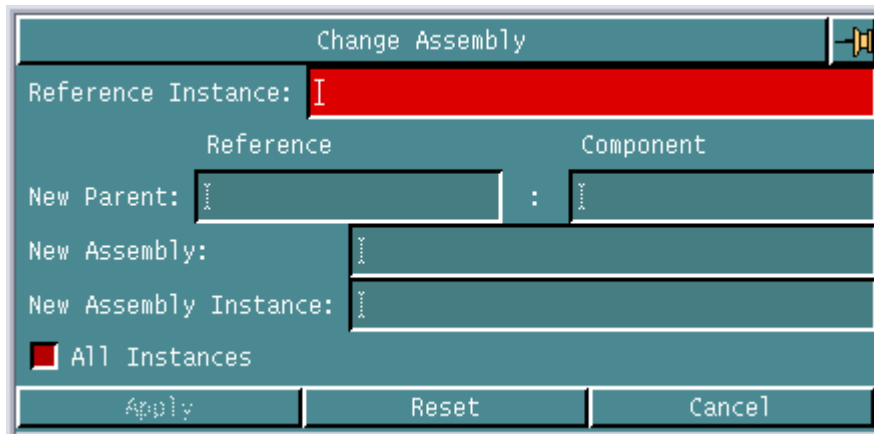 Change Assembly
Reference Instance:
Reference Component
New Parent: :
New Assembly:
New Assembly Instance:
All Instances
Apply Reset Cancel